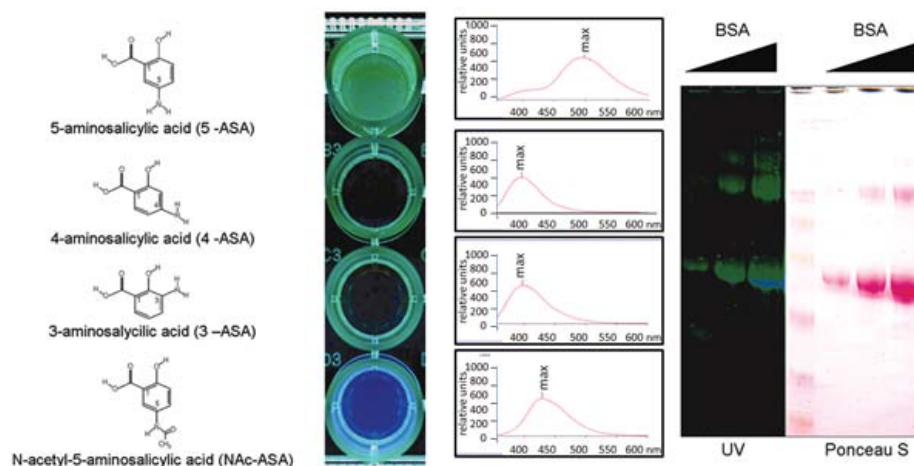 5-aminosalicylic acid (5 -ASA)
4-aminosalicylic acid (4 -ASA)
3-aminosalycilic acid (3 –ASA)
N-acetyl-5-aminosalicylic acid (NAc-ASA)
B3
C3
D3
relative units
1000
800
600
400
200
0
max
400 450 500 550 600 nm
relative units
1000
800
600
400
200
0
max
400 450 500 550 600 nm
relative units
1000
800
600
400
200
0
max
400 450 500 550 600 nm
relative units
1000
800
600
400
200
0
max
400 450 500 550 600 nm
BSA
BSA
UV
Ponceau S